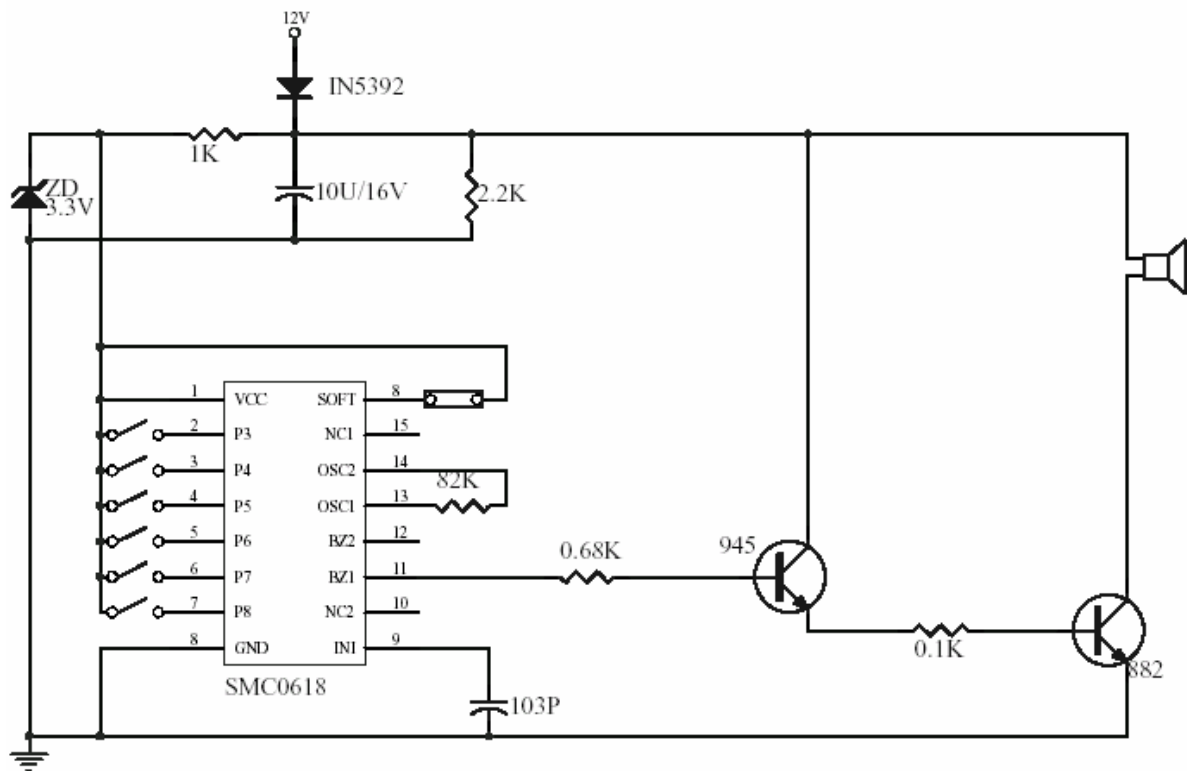 12V
IN5392
1K
ZD
3.3V
10U/16V
2.2K
1 VCC SOFT 8
2 P3 NC1 15
3 P4 OSC2 14
82K
4 P5 OSC1 13
5 P6 BZ2 12
6 P7 BZ1 11
0.68K
945
7 P8 NC2 10
8 GND IN1 9
0.1K
882
SMC0618
103P